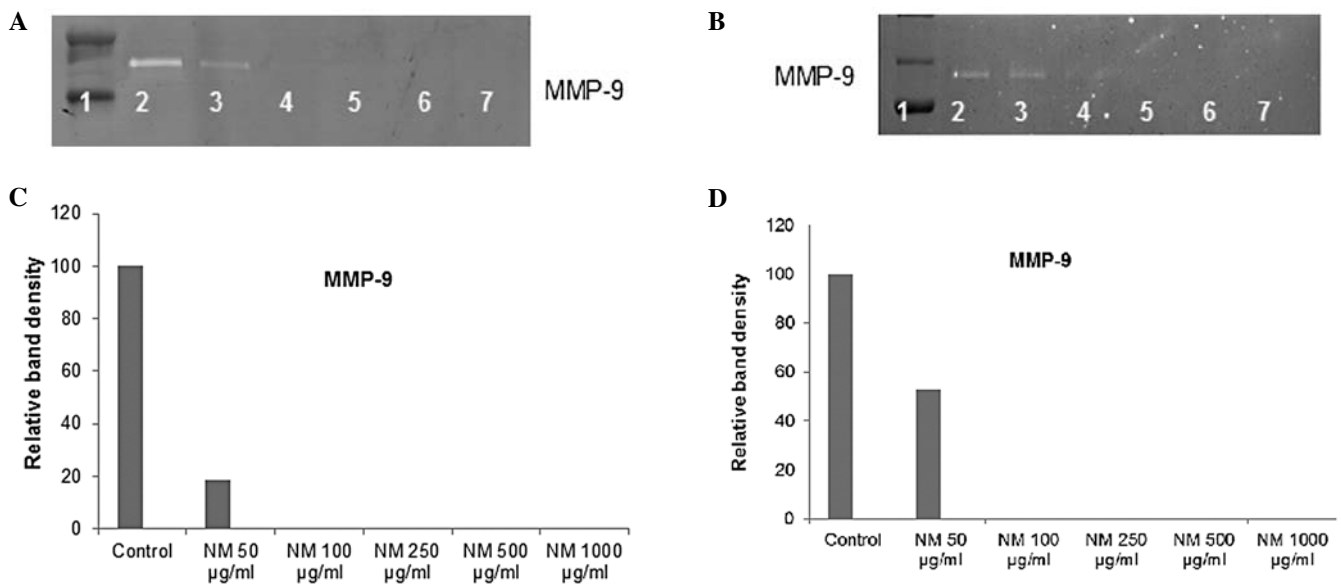 A
1 2 3 4 5 6 7
MMP-9
B
MMP-9
1 2 3 4 5 6 7
C
Relative band density
MMP-9
120
100
80
60
40
20
0
Control
NM 50
µg/ml
NM 100
µg/ml
NM 250
µg/ml
NM 500
µg/ml
NM 1000
µg/ml
D
Relative band density
MMP-9
120
100
80
60
40
20
0
Control
NM 50
µg/ml
NM 100
µg/ml
NM 250
µg/ml
NM 500
µg/ml
NM 1000
µg/ml